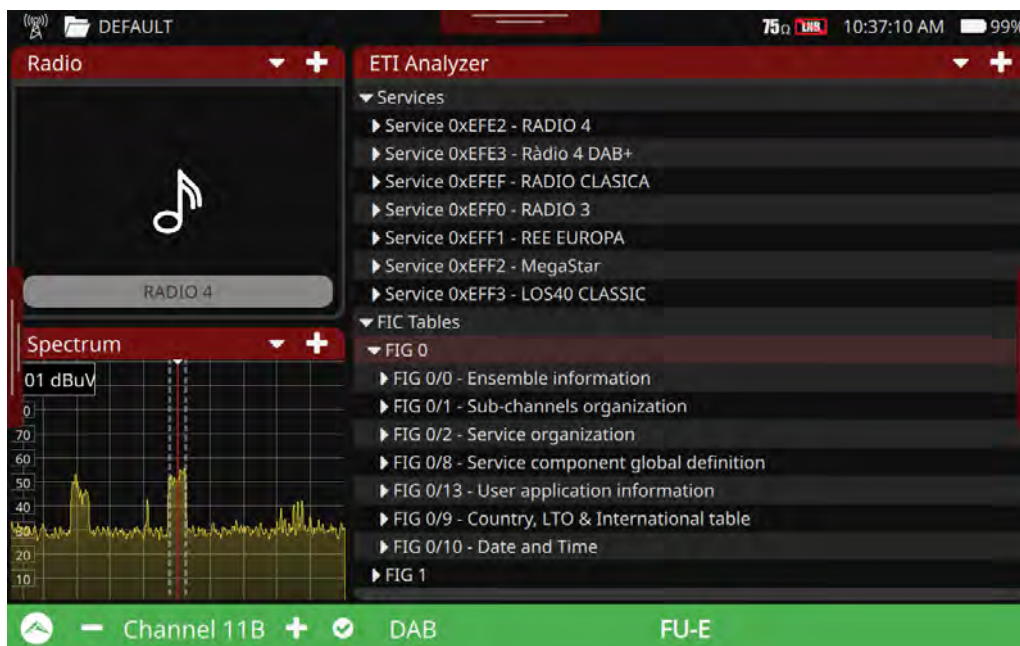 DEFAULT
75Ω LNB 10:37:10 AM 99%
Radio
RADIO 4
Spectrum
01 dBuV
0
70
60
50
40
30
20
10
ETI Analyzer
Services
Service 0xEFE2 - RADIO 4
Service 0xEFE3 - Ràdio 4 DAB+
Service 0xEFEF - RADIO CLASICA
Service 0xEFF0 - RADIO 3
Service 0xEFF1 - REE EUROPA
Service 0xEFF2 - MegaStar
Service 0xEFF3 - LOS40 CLASSIC
FIC Tables
FIG 0
FIG 0/0 - Ensemble information
FIG 0/1 - Sub-channels organization
FIG 0/2 - Service organization
FIG 0/8 - Service component global definition
FIG 0/13 - User application information
FIG 0/9 - Country, LTO & International table
FIG 0/10 - Date and Time
FIG 1
Channel 11B DAB FU-E